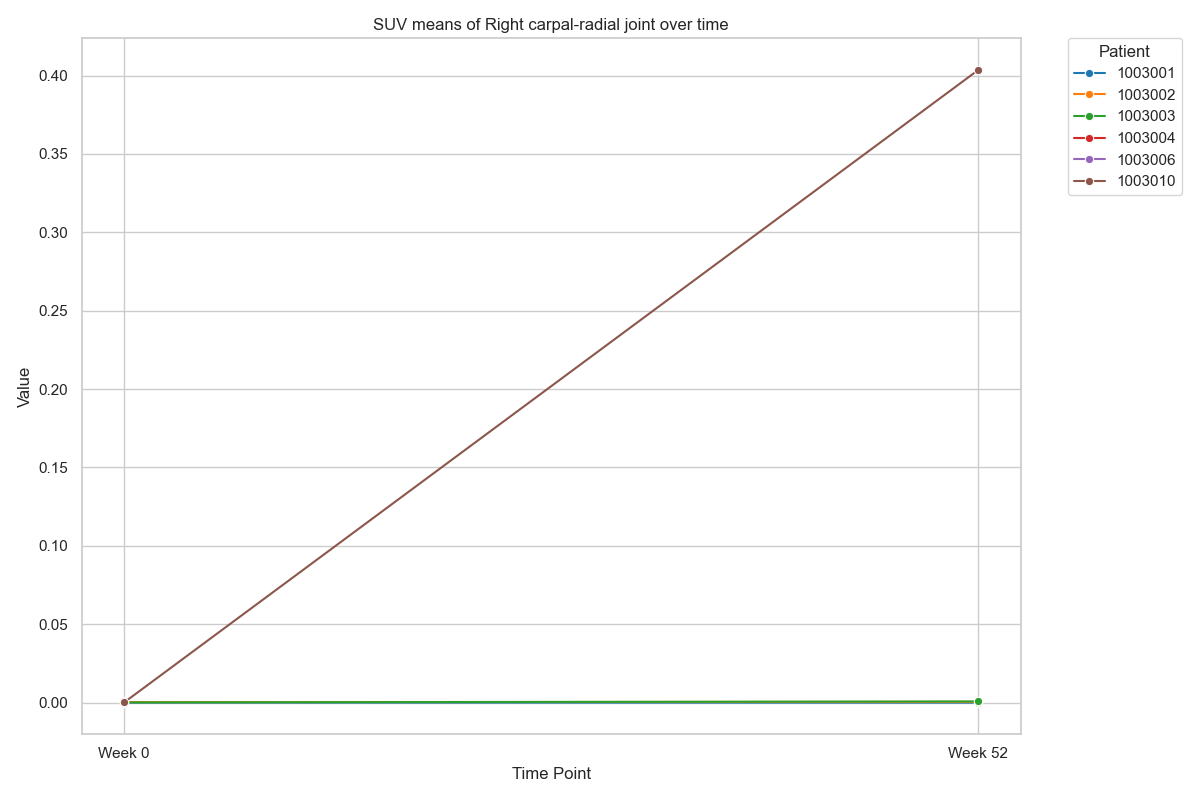 SUV means of Right carpal-radial joint over time
Patient
1003001
1003002
1003003
1003004
1003006
1003010
Value
0.40
0.35
0.30
0.25
0.20
0.15
0.10
0.05
0.00
Week 0
Week 52
Time Point